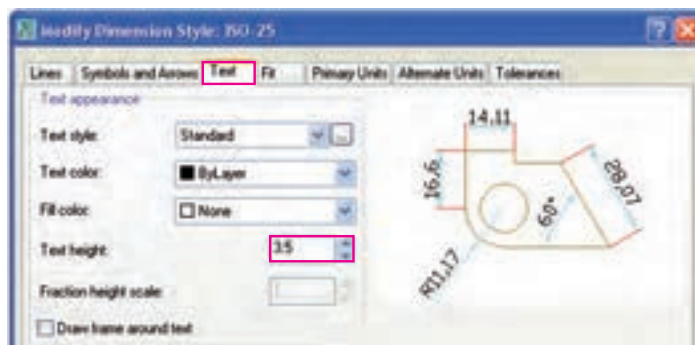 Modify Dimension Style: ISO-25
Lines Symbols and Arrows Text Fit Primary Units Alternate Units Tolerances
Text appearance
Text style: Standard ...
Text color: ByLayer
Fill color: None
Text height: 3.5
Fraction height scale:
Draw frame around text
14,11
16,6
28,07
60°
R11,17